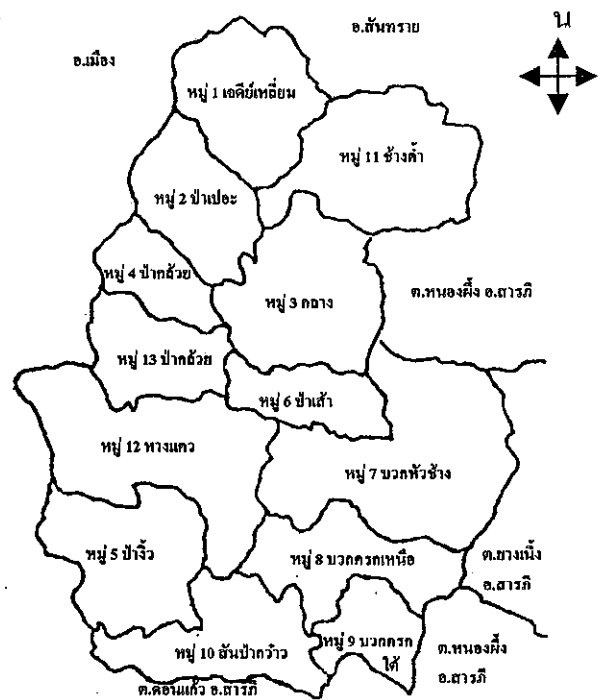 น
อ.สันทราย
อ.เมือง
หมู่ 1 เจดีย์เหลี่ยม
หมู่ 11 ช้างค้ำ
หมู่ 2 ป่าเปอะ
หมู่ 4 ป่ากล้วย
หมู่ 3 กลาง
ต.หนองผึ้ง อ.สารภี
หมู่ 13 ป่ากล้วย
หมู่ 6 ป่าเส้า
หมู่ 12 หางแคว
หมู่ 7 บวกหัวช้าง
หมู่ 5 ป่างิ้ว
หมู่ 8 บวกครกเหนือ
ต.ยางเนิ้ง
อ.สารภี
หมู่ 10 สันป่ากว๋าว
หมู่ 9 บวกครก
ใต้
ต.หนองผึ้ง
อ.สารภี
ต.ดอนแก้ว อ.สารภี